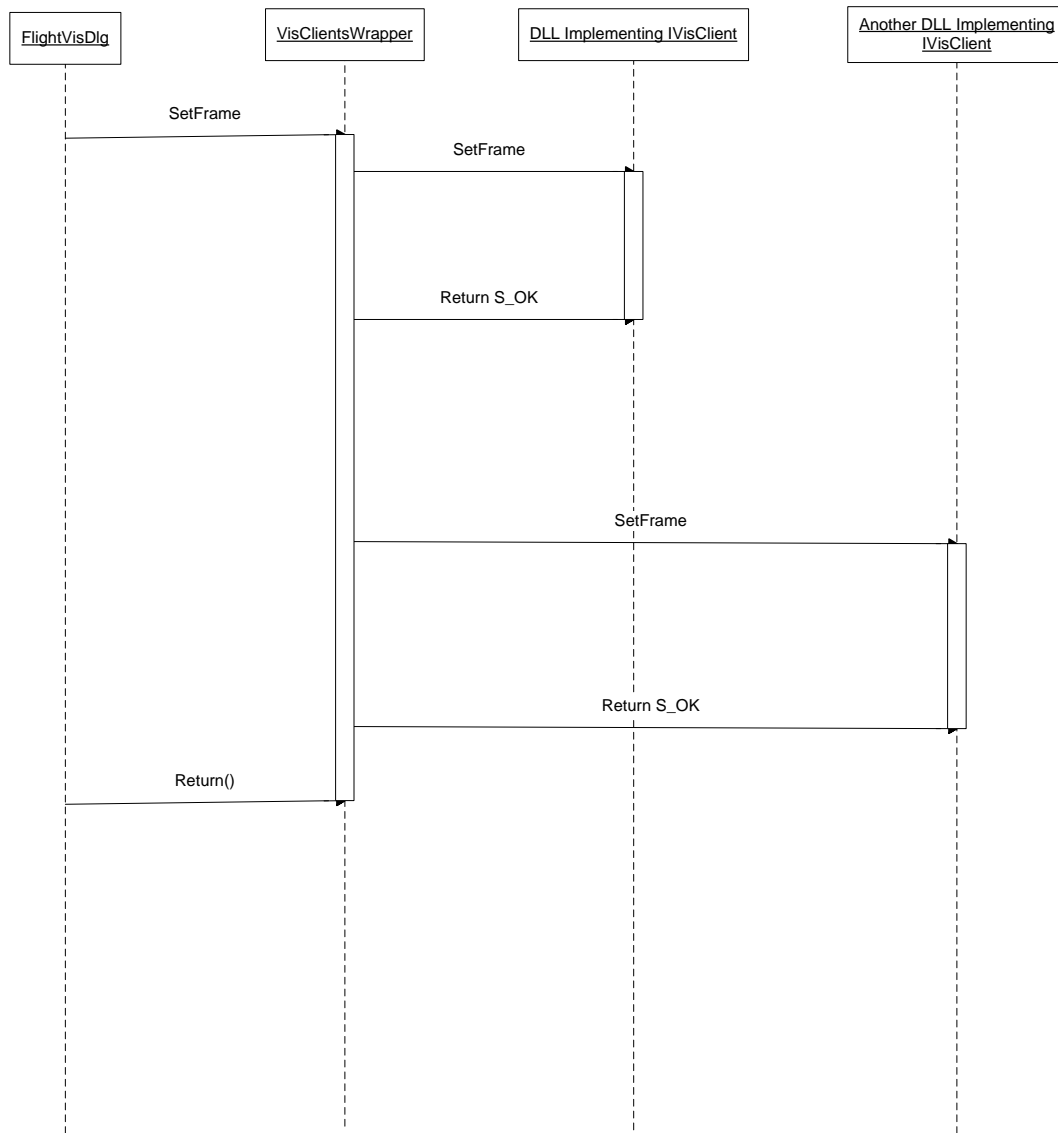 FlightVisDlg
VisClientsWrapper
DLL Implementing IVisClient
Another DLL Implementing
IVisClient
SetFrame
SetFrame
Return S_OK
SetFrame
Return S_OK
Return()